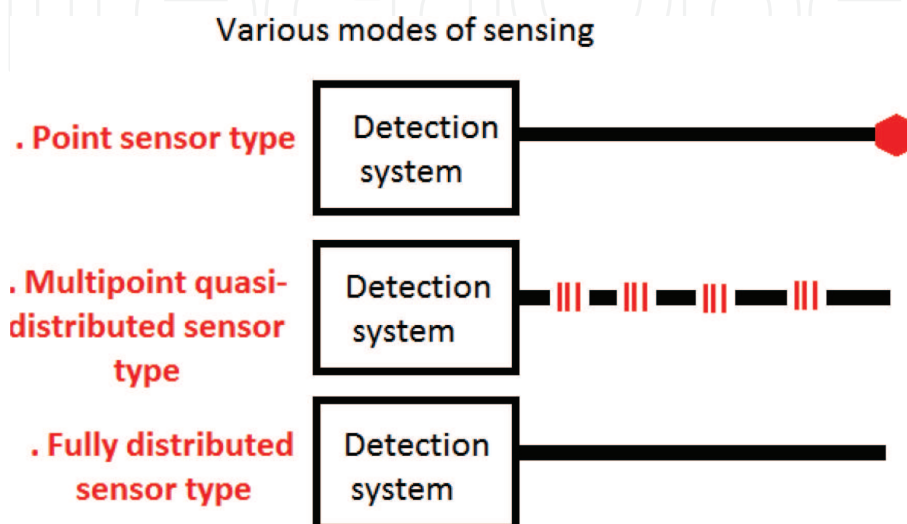 Various modes of sensing
. Point sensor type
Detection
system
. Multipoint quasi-
distributed sensor
type
Detection
system
. Fully distributed
sensor type
Detection
system